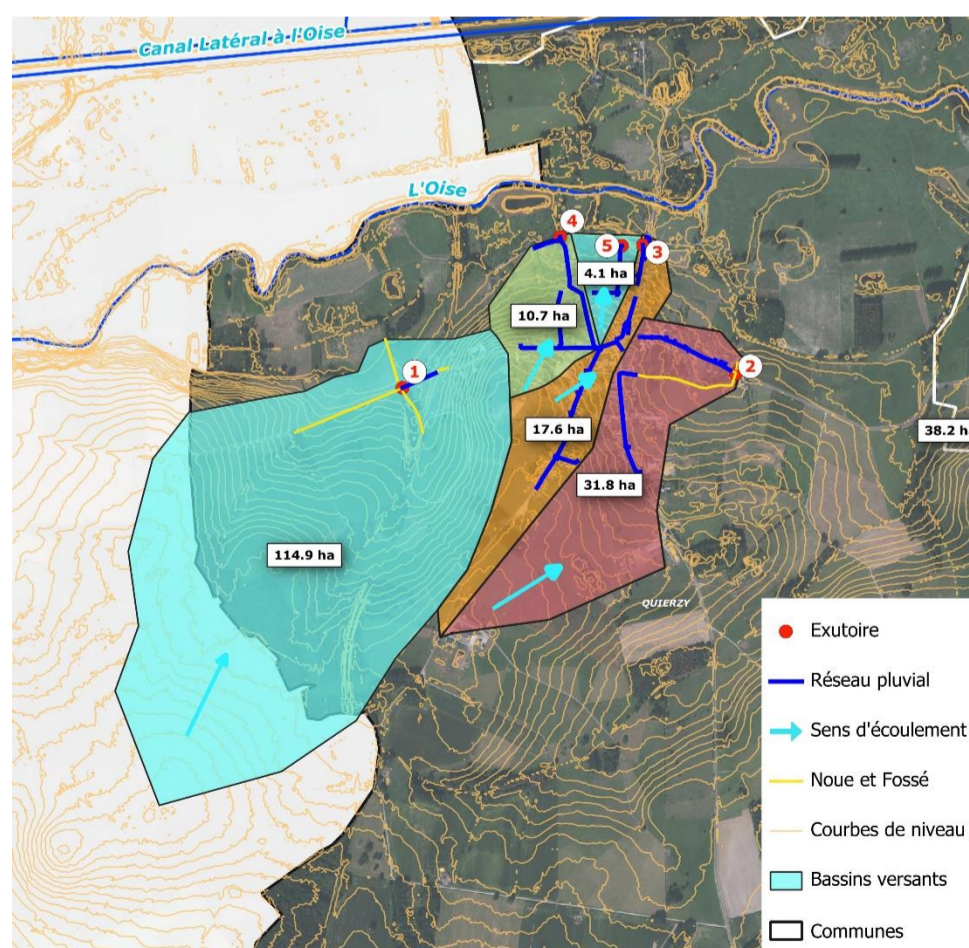 Canal Latéral à l'Oise
L'Oise
4
5
3
4.1 ha
10.7 ha
1
2
17.6 ha
38.2 h
31.8 ha
114.9 ha
QUIERZY
Exutoire
Réseau pluvial
Sens d'écoulement
Noue et Fossé
Courbes de niveau
Bassins versants
Communes